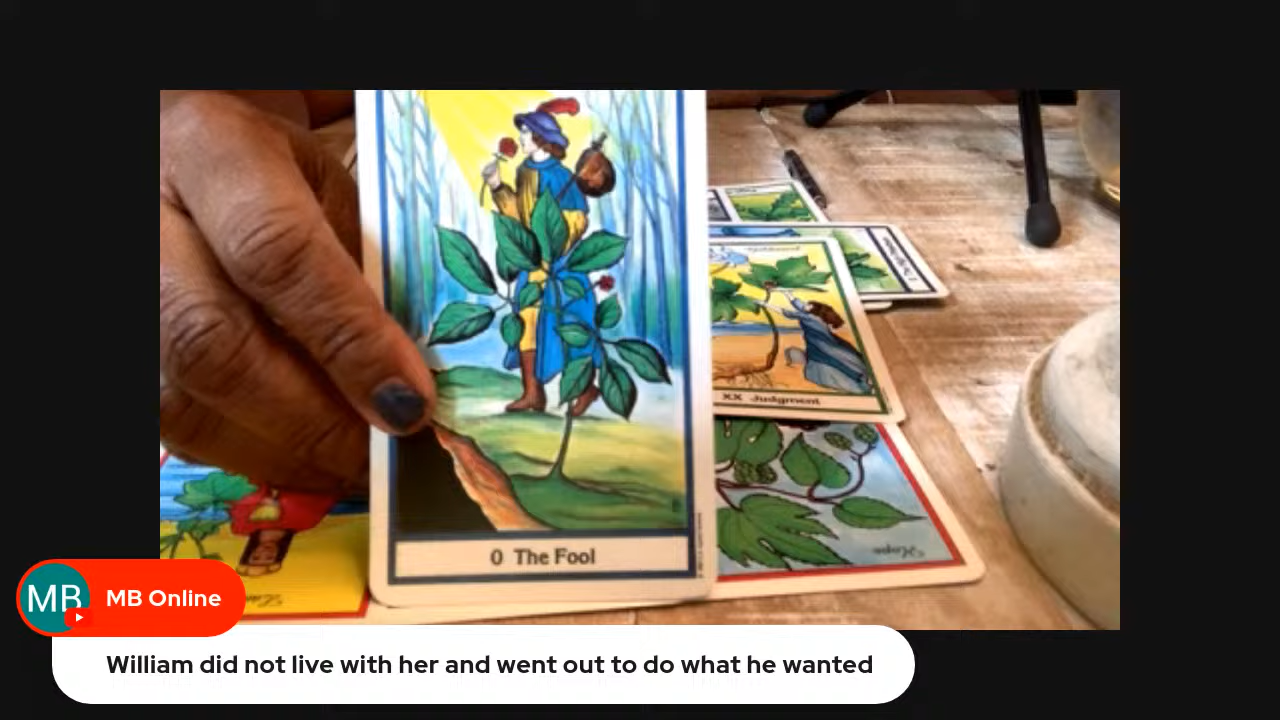 XX Judgment
Hops
0 The Fool
MB
MB Online
William did not live with her and went out to do what he wanted